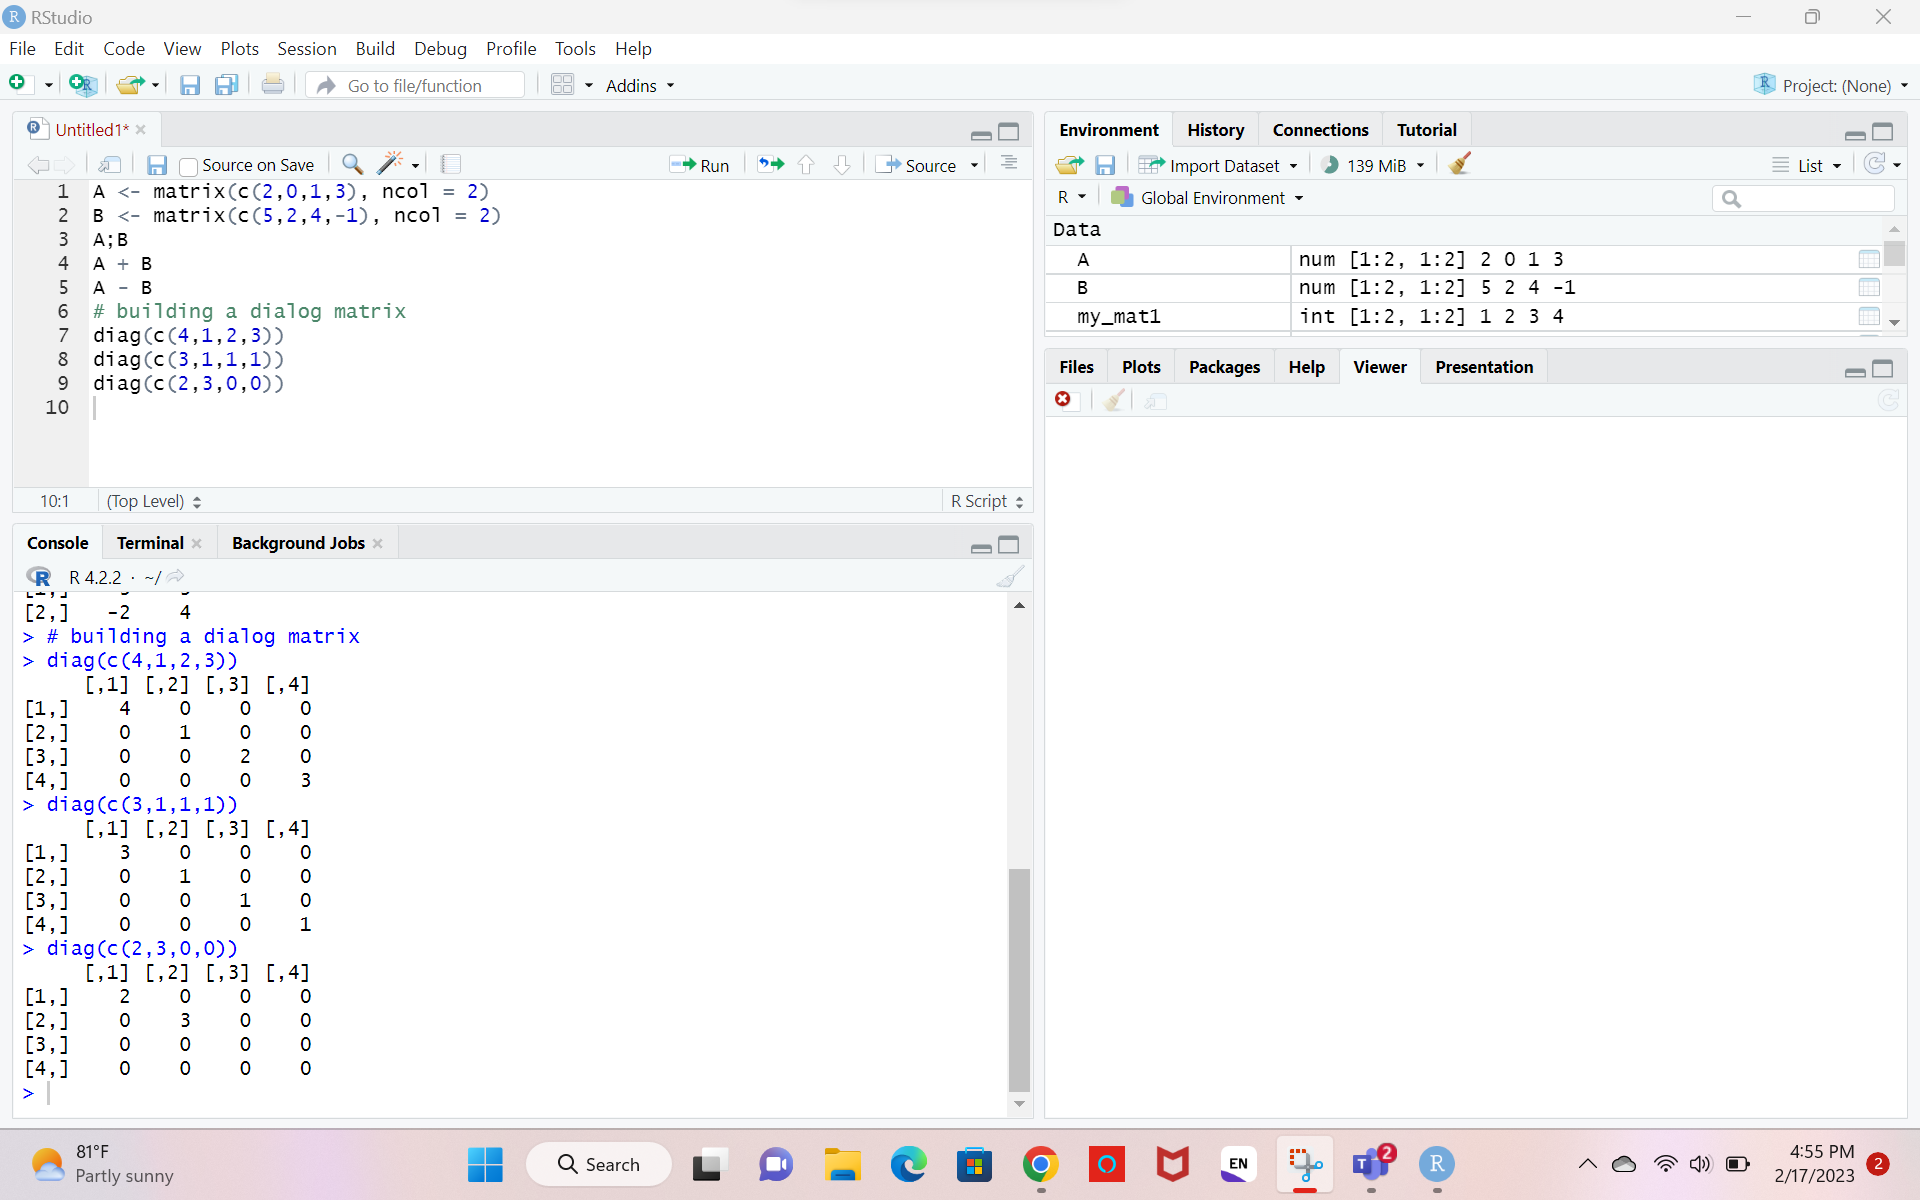 RStudio
File Edit Code View Plots Session Build Debug Profile Tools Help
Go to file/function Addins Project: (None)
Untitled1*
Source on Save Run Source
1 A <- matrix(c(2,0,1,3), ncol = 2)
2 B <- matrix(c(5,2,4,-1), ncol = 2)
3 A;B
4 A + B
5 A - B
6 # building a dialog matrix
7 diag(c(4,1,2,3))
8 diag(c(3,1,1,1))
9 diag(c(2,3,0,0))
10
10:1 (Top Level) R Script
Console Terminal Background Jobs
R 4.2.2 · ~/
[2,] -2 4
> # building a dialog matrix
> diag(c(4,1,2,3))
[,1] [,2] [,3] [,4]
[1,] 4 0 0 0
[2,] 0 1 0 0
[3,] 0 0 2 0
[4,] 0 0 0 3
> diag(c(3,1,1,1))
[,1] [,2] [,3] [,4]
[1,] 3 0 0 0
[2,] 0 1 0 0
[3,] 0 0 1 0
[4,] 0 0 0 1
> diag(c(2,3,0,0))
[,1] [,2] [,3] [,4]
[1,] 2 0 0 0
[2,] 0 3 0 0
[3,] 0 0 0 0
[4,] 0 0 0 0
>
Environment History Connections Tutorial
Import Dataset 139 MiB List
R Global Environment
Data
A num [1:2, 1:2] 2 0 1 3
B num [1:2, 1:2] 5 2 4 -1
my_mat1 int [1:2, 1:2] 1 2 3 4
Files Plots Packages Help Viewer Presentation
81°F
Partly sunny
Search
EN
2
R
4:55 PM
2/17/2023
2